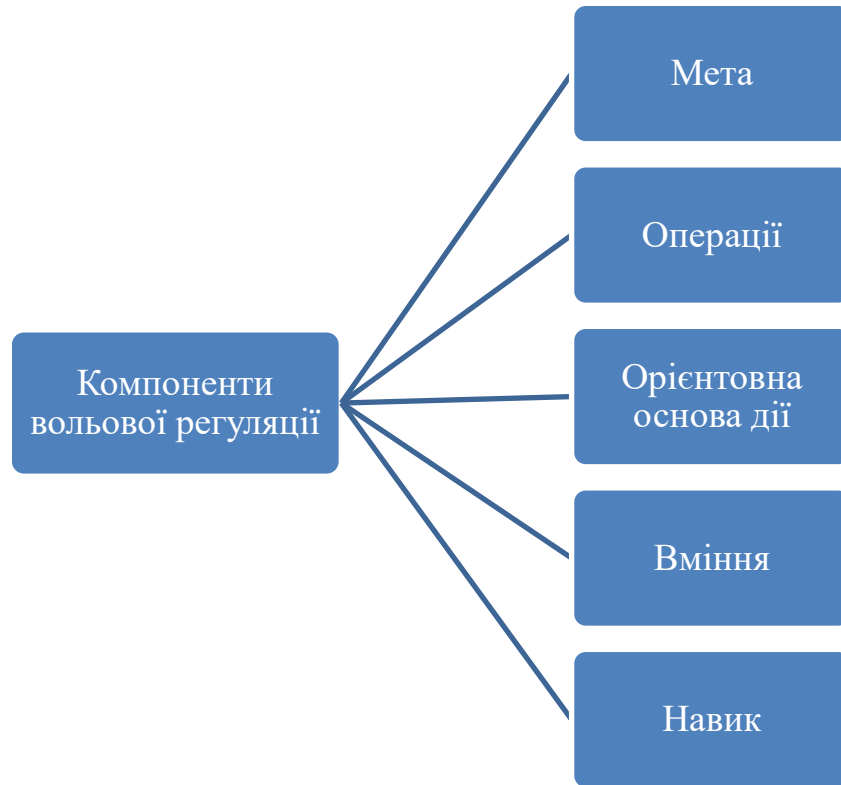 Компоненти
вольової регуляції
Мета
Операції
Орієнтовна
основа дії
Вміння
Навик